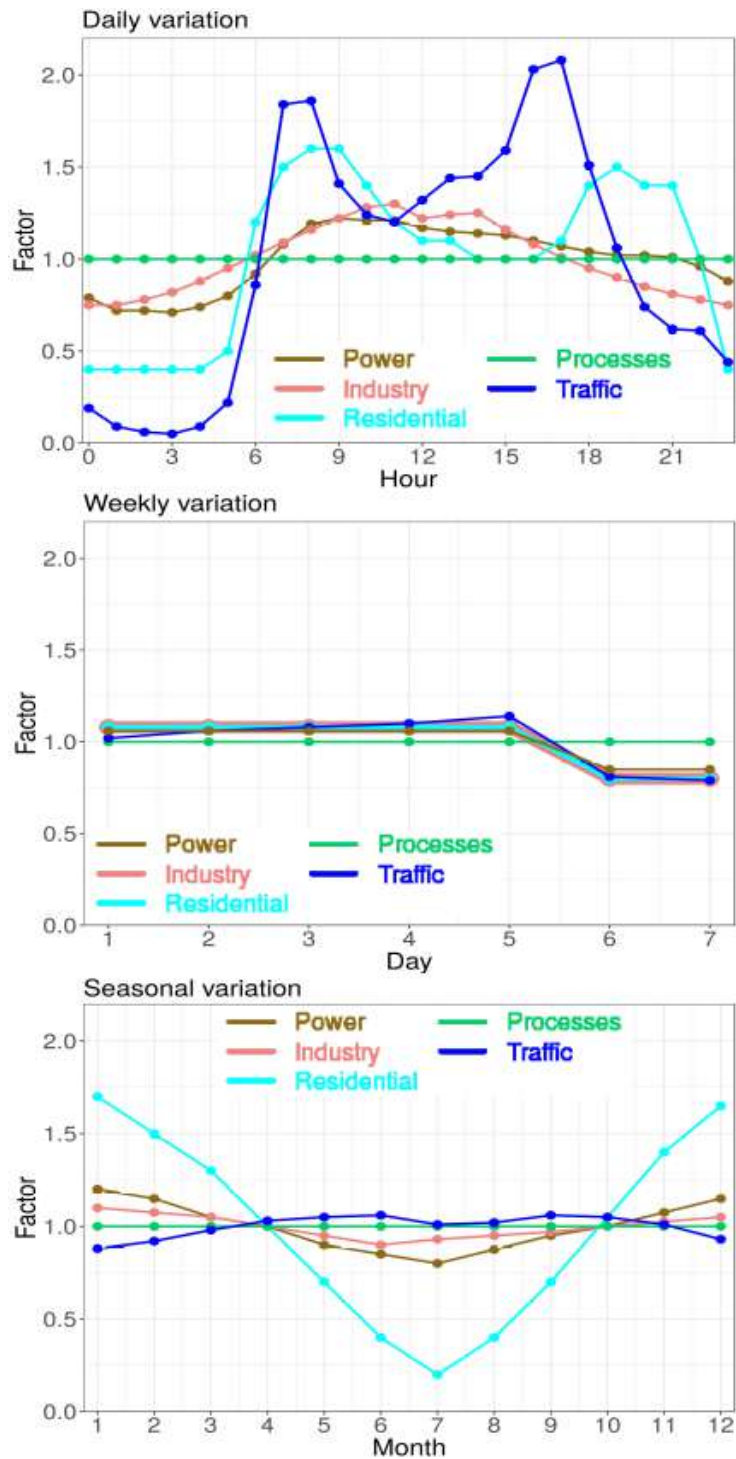 Daily variation
2.0
1.5
1.0
0.5
0.0
Factor
Power Processes
Industry Traffic
Residential
0 3 6 9 12 15 18 21
Hour
Weekly variation
2.0
1.5
1.0
0.5
0.0
Factor
Power Processes
Industry Traffic
Residential
1 2 3 4 5 6 7
Day
Seasonal variation
Power Processes
Industry Traffic
Residential
2.0
1.5
1.0
0.5
0.0
Factor
1 2 3 4 5 6 7 8 9 10 11 12
Month